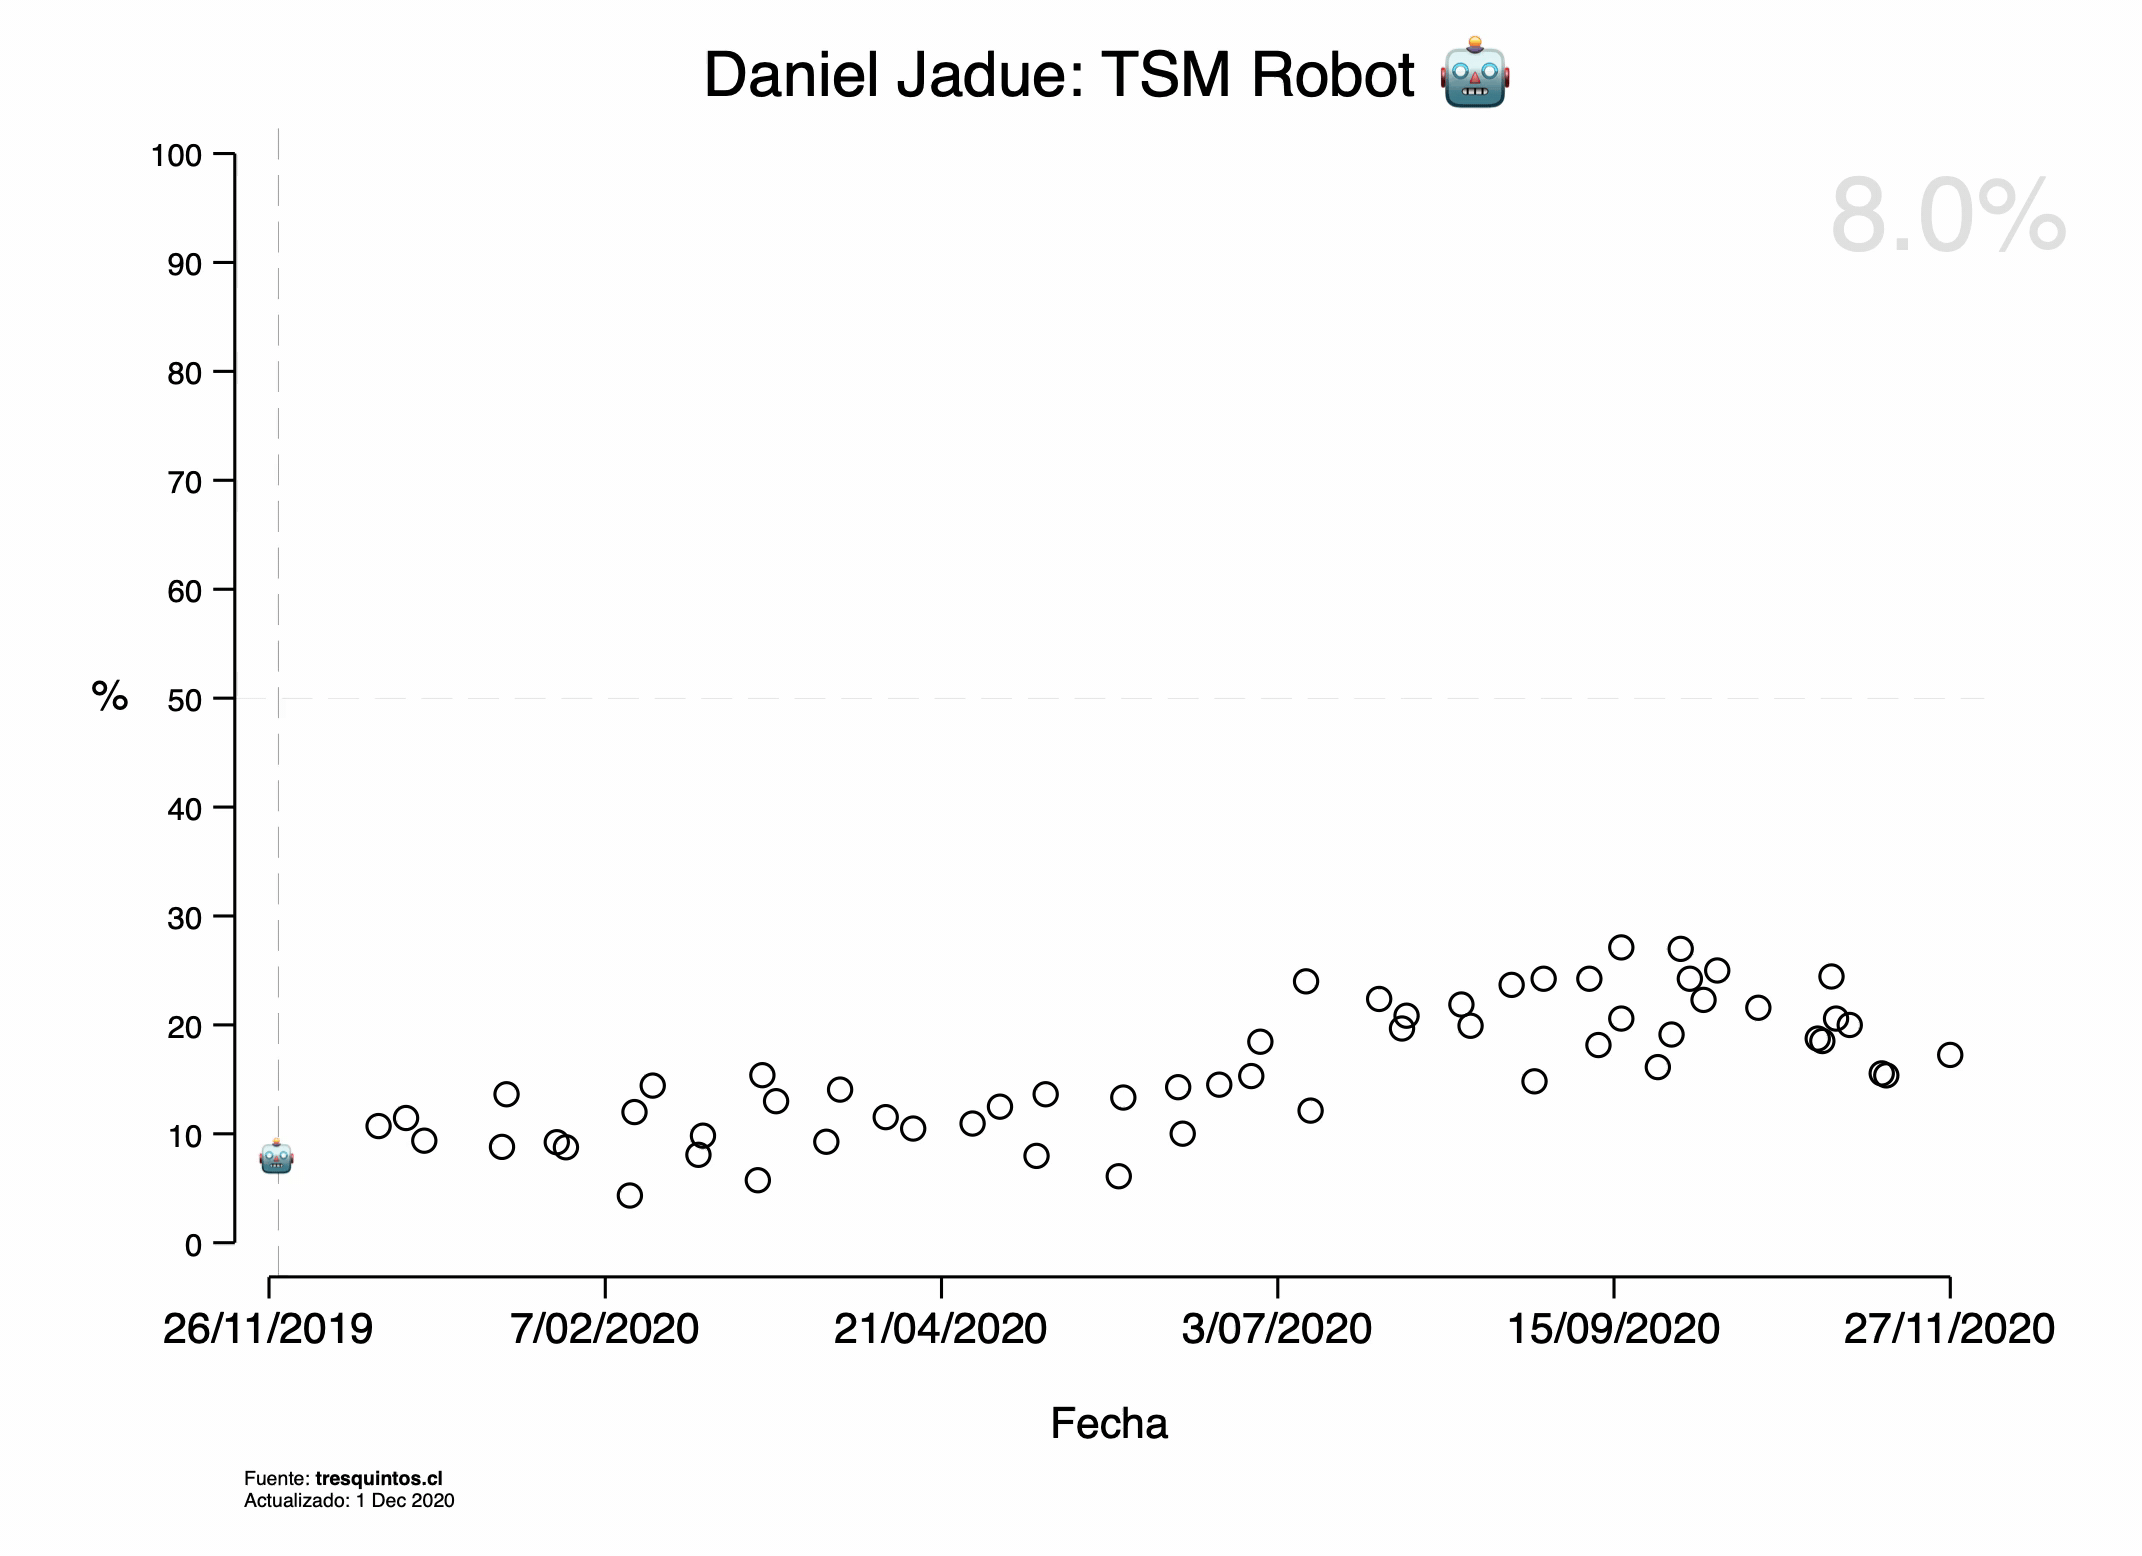 Daniel Jadue: TSM Robot 🤖
8.0%
100
90
80
70
60
50
40
30
20
10
0
%
26/11/2019 7/02/2020 21/04/2020 3/07/2020 15/09/2020 27/11/2020
Fecha
Fuente: tresquintos.cl
Actualizado: 1 Dec 2020